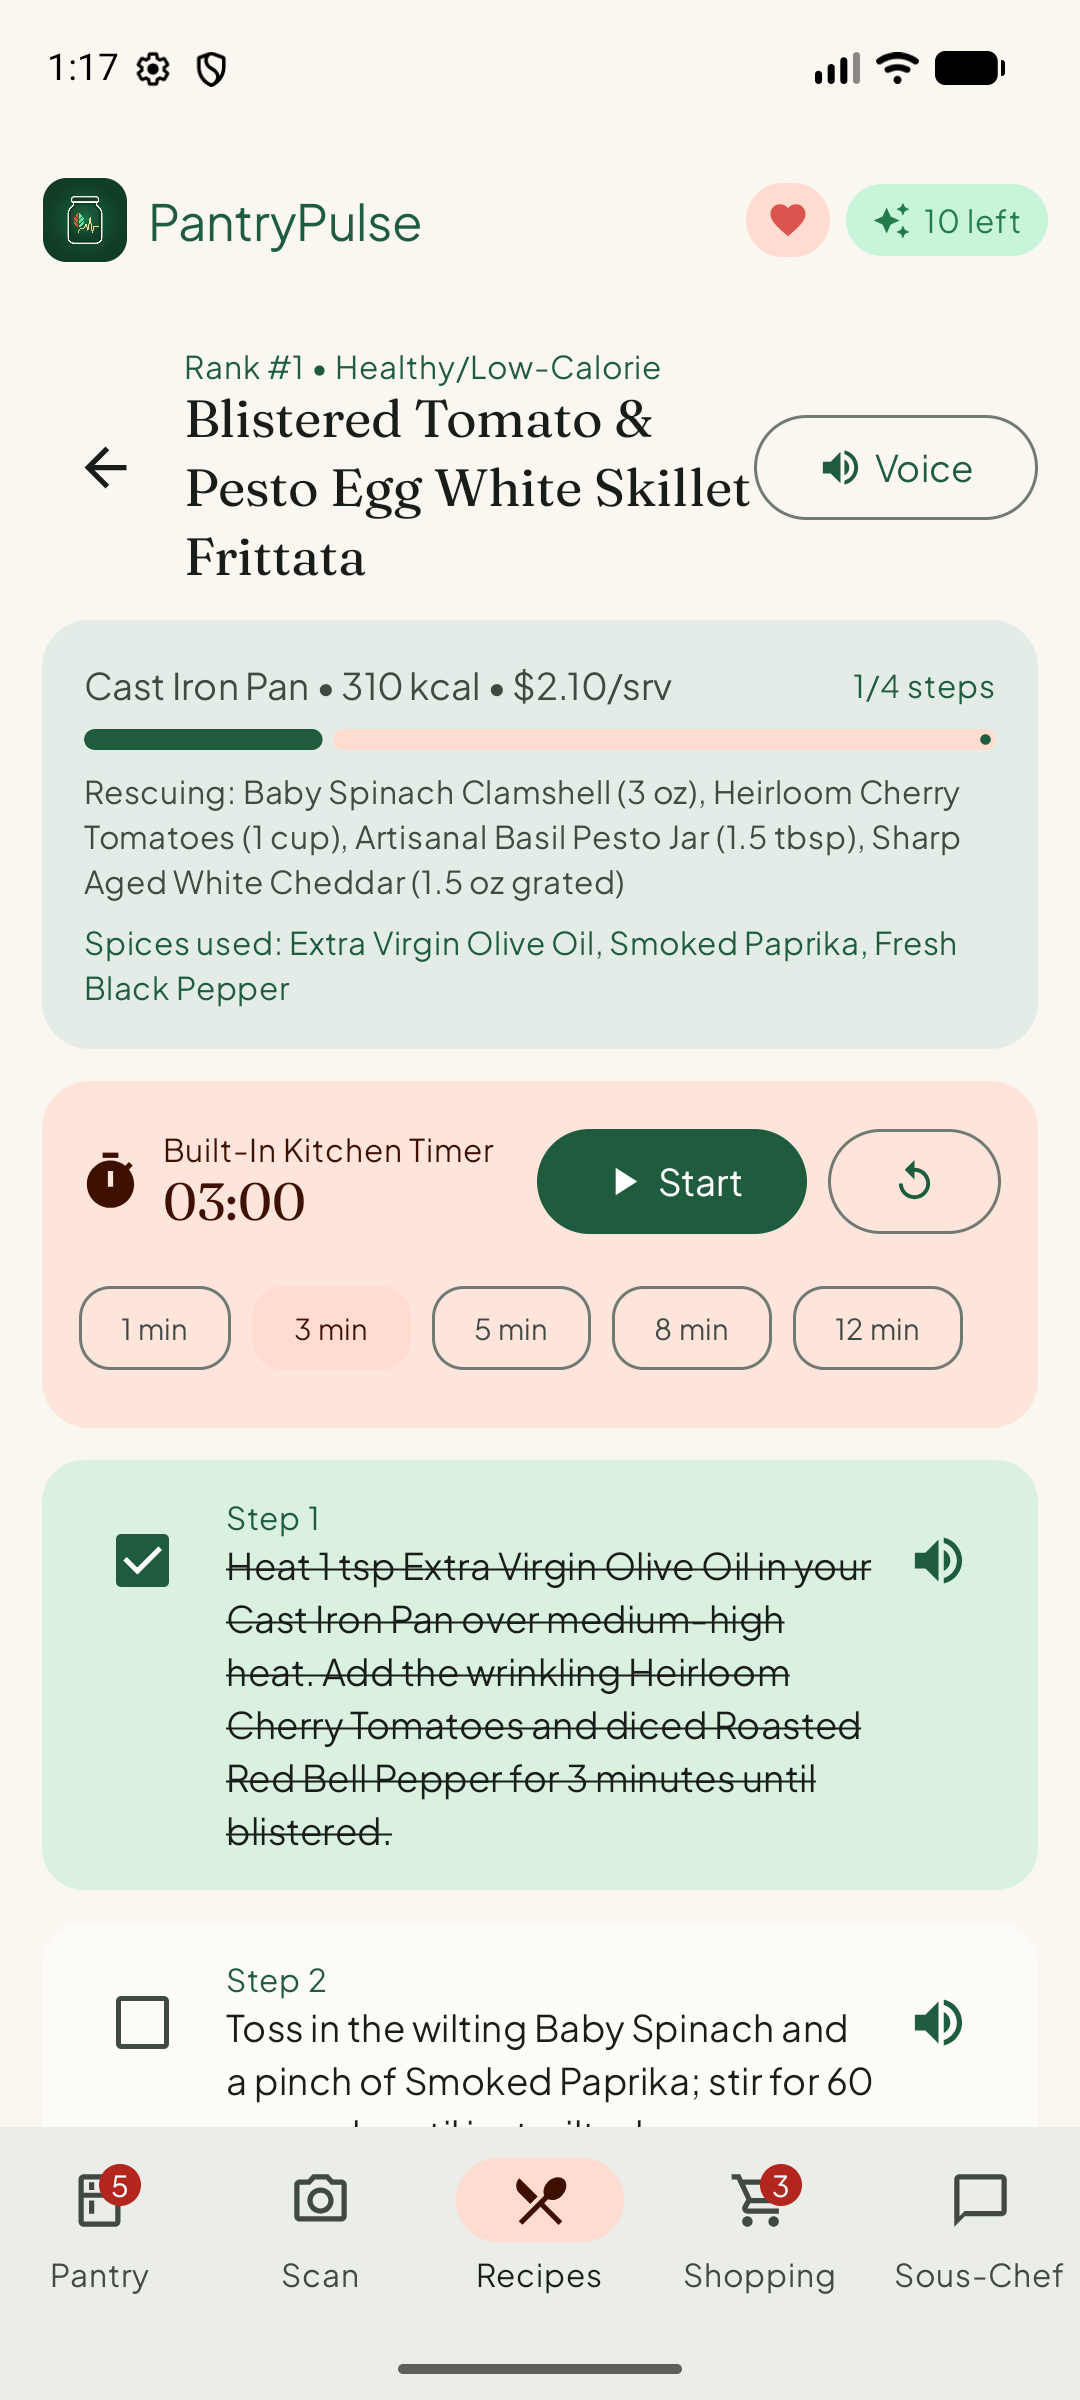 1:17
PantryPulse
10 left
Rank #1 • Healthy/Low-Calorie
Blistered Tomato &
Pesto Egg White Skillet
Frittata
Voice
Cast Iron Pan • 310 kcal • $2.10/srv
1/4 steps
Rescuing: Baby Spinach Clamshell (3 oz), Heirloom Cherry
Tomatoes (1 cup), Artisanal Basil Pesto Jar (1.5 tbsp), Sharp
Aged White Cheddar (1.5 oz grated)
Spices used: Extra Virgin Olive Oil, Smoked Paprika, Fresh
Black Pepper
Built-In Kitchen Timer
03:00
Start
1 min
3 min
5 min
8 min
12 min
Step 1
Heat 1 tsp Extra Virgin Olive Oil in your
Cast Iron Pan over medium-high
heat. Add the wrinkling Heirloom
Cherry Tomatoes and diced Roasted
Red Bell Pepper for 3 minutes until
blistered.
Step 2
Toss in the wilting Baby Spinach and
a pinch of Smoked Paprika; stir for 60
5
3
Pantry
Scan
Recipes
Shopping
Sous-Chef